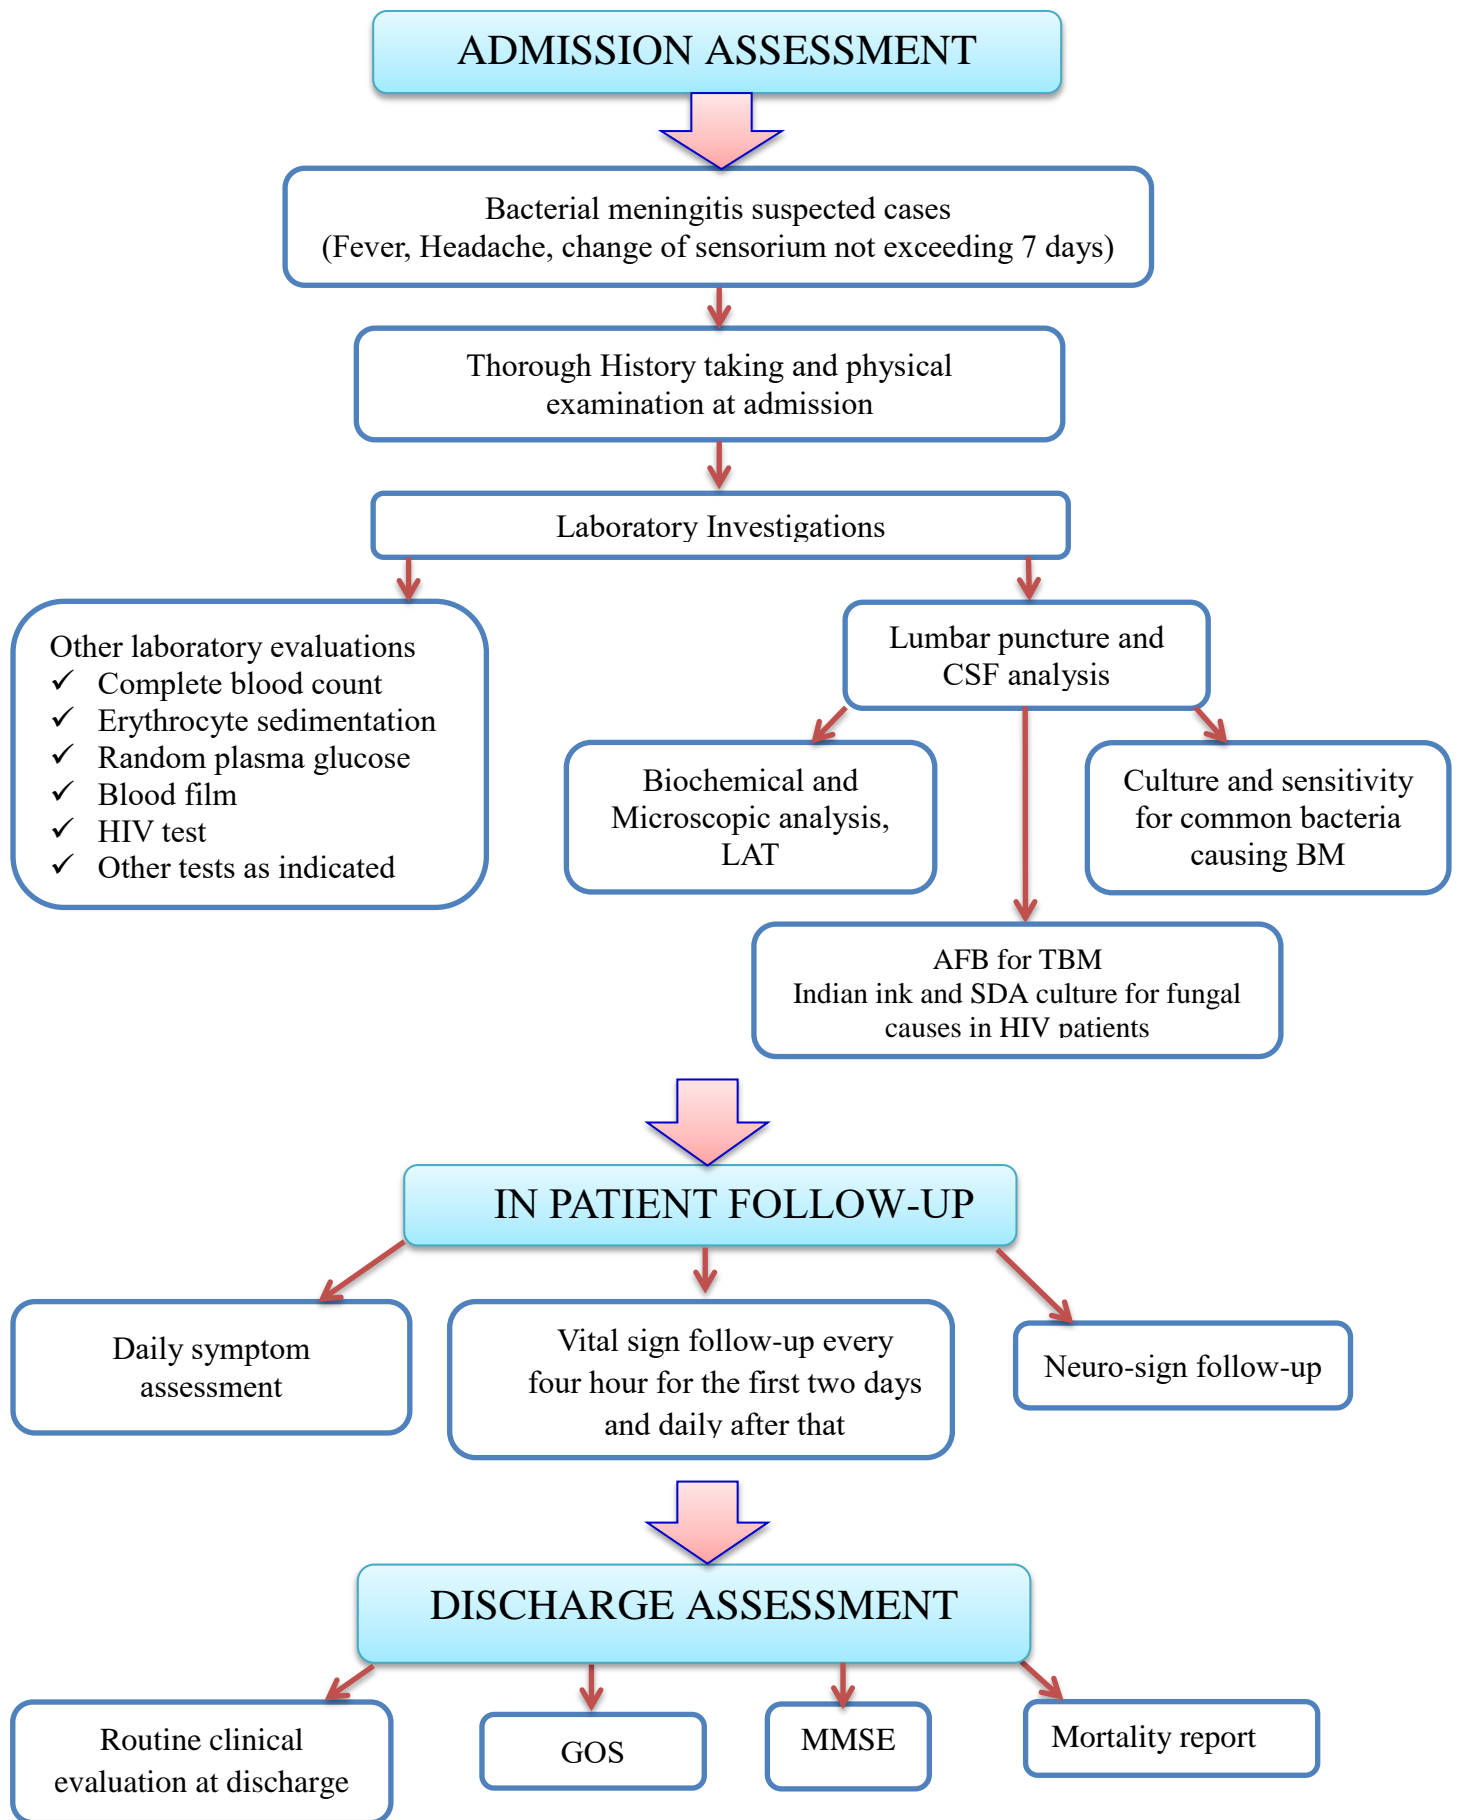 ADMISSION ASSESSMENT
Bacterial meningitis suspected cases
(Fever, Headache, change of sensorium not exceeding 7 days)
Thorough History taking and physical
examination at admission
Laboratory Investigations
Other laboratory evaluations
✓ Complete blood count
✓ Erythrocyte sedimentation
✓ Random plasma glucose
✓ Blood film
✓ HIV test
✓ Other tests as indicated
Lumbar puncture and
CSF analysis
Biochemical and
Microscopic analysis,
LAT
Culture and sensitivity
for common bacteria
causing BM
AFB for TBM
Indian ink and SDA culture for fungal
causes in HIV patients
IN PATIENT FOLLOW-UP
Daily symptom
assessment
Vital sign follow-up every
four hour for the first two days
and daily after that
Neuro-sign follow-up
DISCHARGE ASSESSMENT
Routine clinical
evaluation at discharge
GOS
MMSE
Mortality report